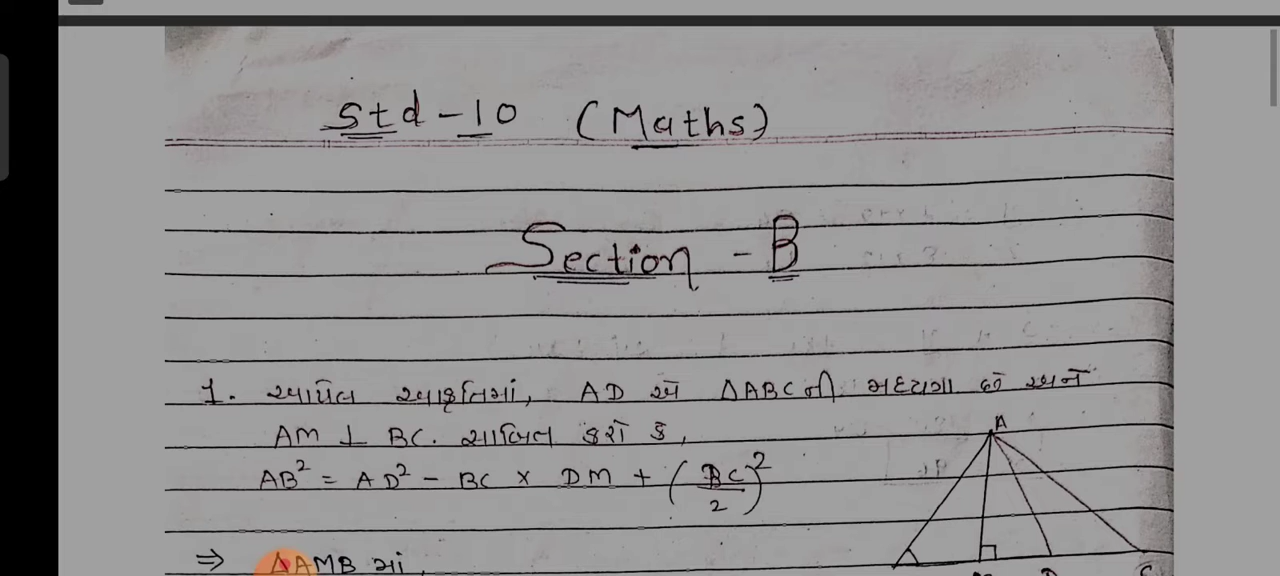 Std-10 (Maths)
Section - B
1. આપેલ આકૃતિમાં, AD એ ΔABC ની મધ્યગા છે અને
AM ⊥ BC. સાબિત કરો કે,
AB² = AD² - BC × DM + (BC/2)²
A
⇒ ΔAMB માં,
M D C